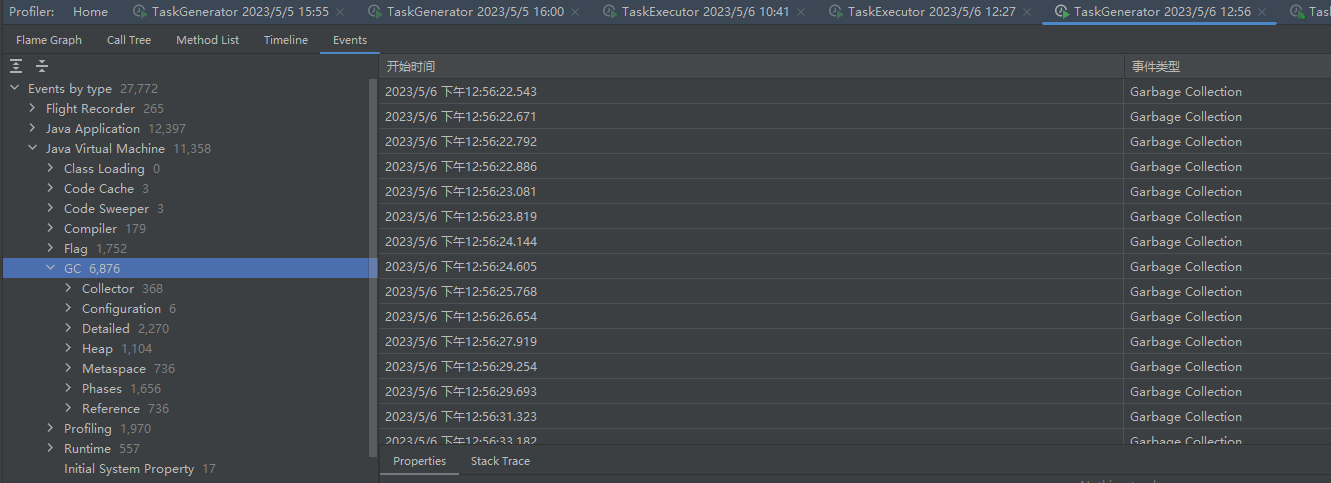 Profiler: Home TaskGenerator 2023/5/5 15:55 TaskGenerator 2023/5/5 16:00 TaskExecutor 2023/5/6 10:41 TaskExecutor 2023/5/6 12:27 TaskGenerator 2023/5/6 12:56 Tas
Flame Graph Call Tree Method List Timeline Events
Events by type 27,772
Flight Recorder 265
Java Application 12,397
Java Virtual Machine 11,358
Class Loading 0
Code Cache 3
Code Sweeper 3
Compiler 179
Flag 1,752
GC 6,876
Collector 368
Configuration 6
Detailed 2,270
Heap 1,104
Metaspace 736
Phases 1,656
Reference 736
Profiling 1,970
Runtime 557
Initial System Property 17
开始时间 事件类型
2023/5/6 下午12:56:22.543 Garbage Collection
2023/5/6 下午12:56:22.671 Garbage Collection
2023/5/6 下午12:56:22.792 Garbage Collection
2023/5/6 下午12:56:22.886 Garbage Collection
2023/5/6 下午12:56:23.081 Garbage Collection
2023/5/6 下午12:56:23.819 Garbage Collection
2023/5/6 下午12:56:24.144 Garbage Collection
2023/5/6 下午12:56:24.605 Garbage Collection
2023/5/6 下午12:56:25.768 Garbage Collection
2023/5/6 下午12:56:26.654 Garbage Collection
2023/5/6 下午12:56:27.919 Garbage Collection
2023/5/6 下午12:56:29.254 Garbage Collection
2023/5/6 下午12:56:29.693 Garbage Collection
2023/5/6 下午12:56:31.323 Garbage Collection
2023/5/6 下午12:56:33.182 Garbage Collection
Properties Stack Trace